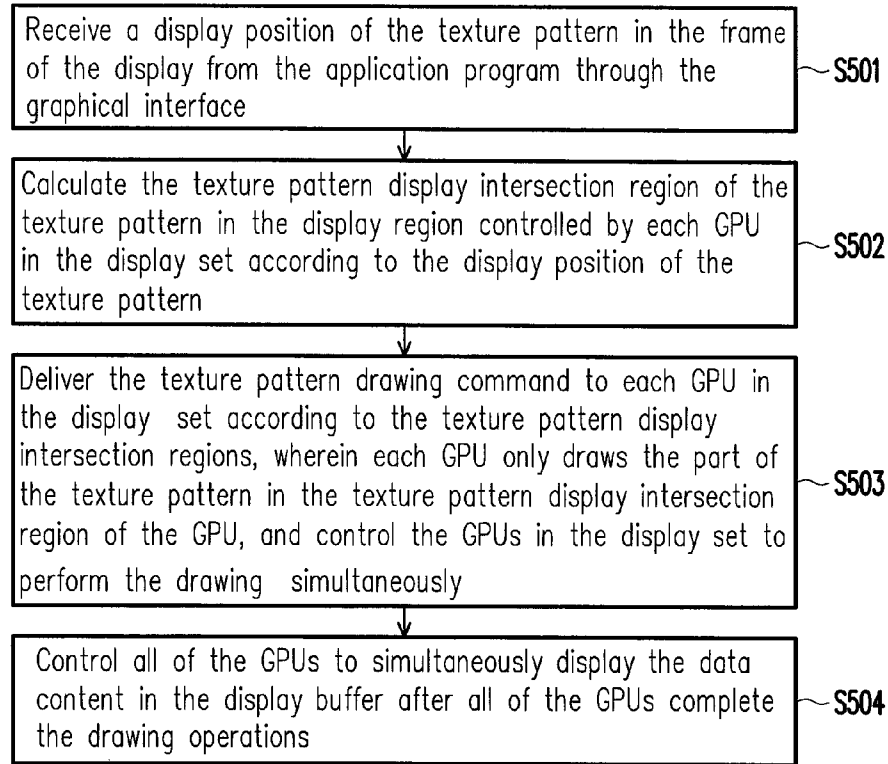 Receive a display position of the texture pattern in the frame
of the display from the application program through the
graphical interface
S501
Calculate the texture pattern display intersection region of the
texture pattern in the display region controlled by each GPU
in the display set according to the display position of the
texture pattern
S502
Deliver the texture pattern drawing command to each GPU in
the display set according to the texture pattern display
intersection regions, wherein each GPU only draws the part of
the texture pattern in the texture pattern display intersection
region of the GPU, and control the GPUs in the display set to
perform the drawing simultaneously
S503
Control all of the GPUs to simultaneously display the data
content in the display buffer after all of the GPUs complete
the drawing operations
S504